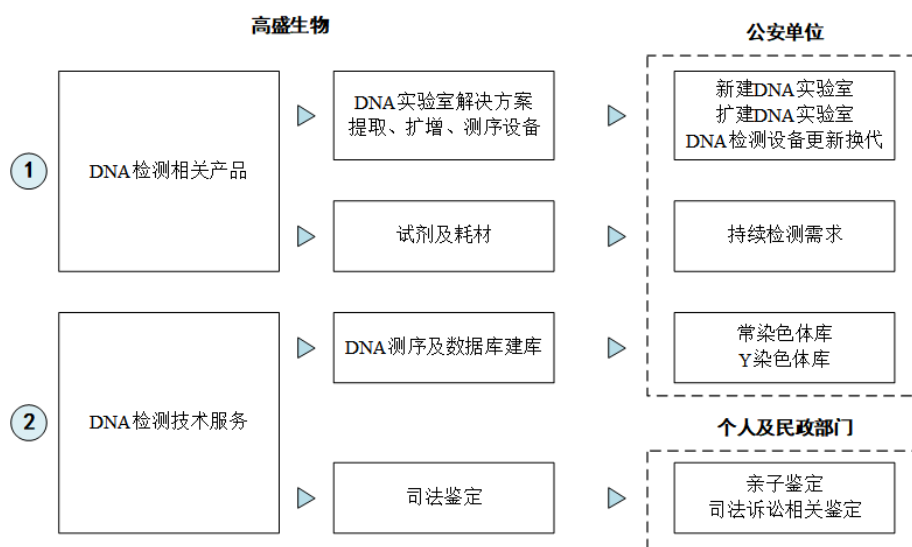 高盛生物
公安单位
1
DNA检测相关产品
DNA实验室解决方案
提取、扩增、测序设备
新建DNA实验室
扩建DNA实验室
DNA检测设备更新换代
试剂及耗材
持续检测需求
2
DNA检测技术服务
DNA测序及数据库建库
常染色体库
Y染色体库
个人及民政部门
司法鉴定
亲子鉴定
司法诉讼相关鉴定